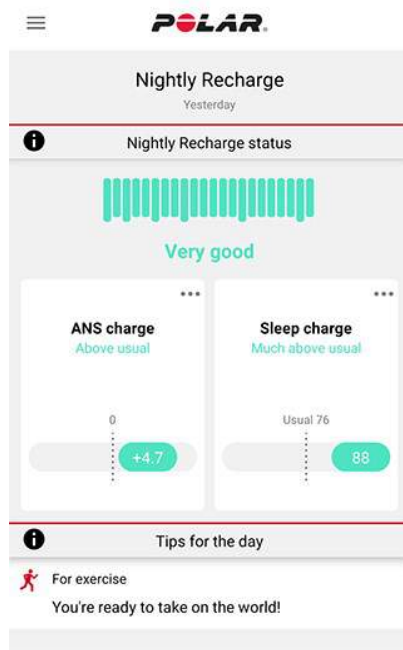 POLAR.
Nightly Recharge
Yesterday
Nightly Recharge status
Very good
ANS charge
Above usual
0
+4.7
Sleep charge
Much above usual
Usual 76
88
Tips for the day
For exercise
You're ready to take on the world!